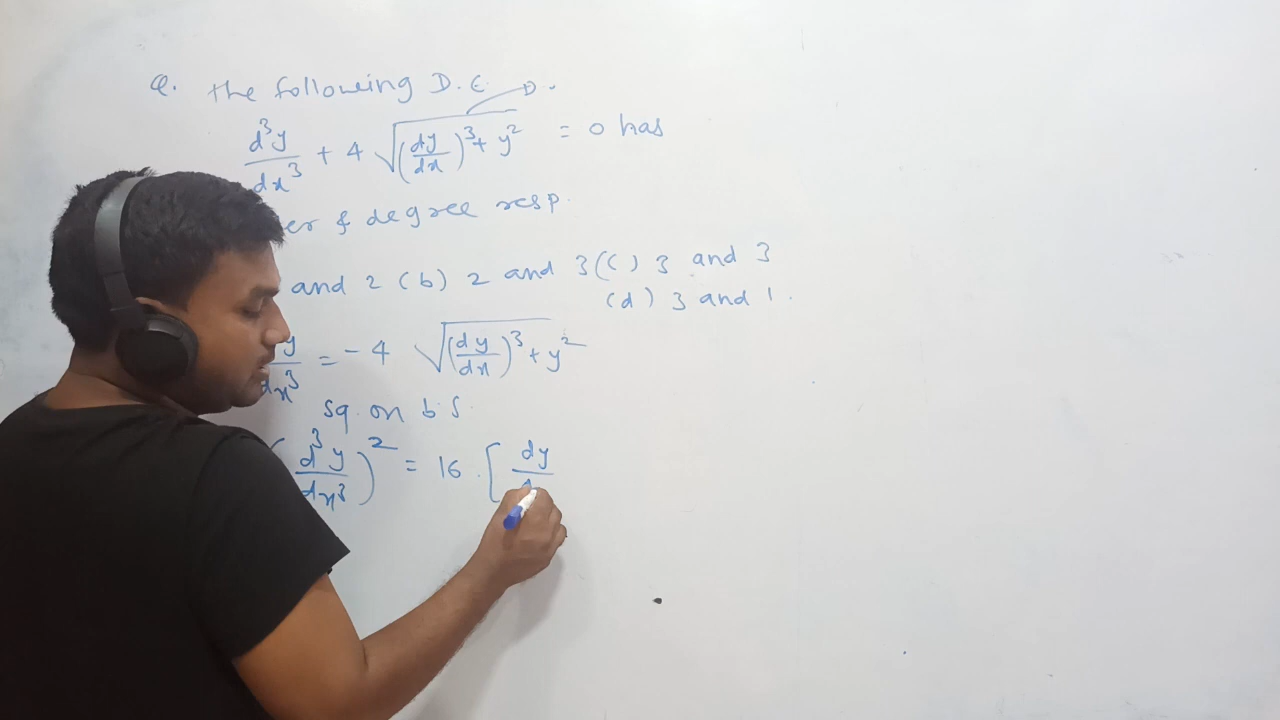 Q. The following D.E. D.
d³y/dx³ + 4 √((dy/dx)³ + y²) = 0 has
er & degree resp.
and 2 (b) 2 and 3 (c) 3 and 3
(d) 3 and 1.
y/dx³ = -4 √((dy/dx)³ + y²)
sq. on b.s.
(d³y/dx³)² = 16 . [dy